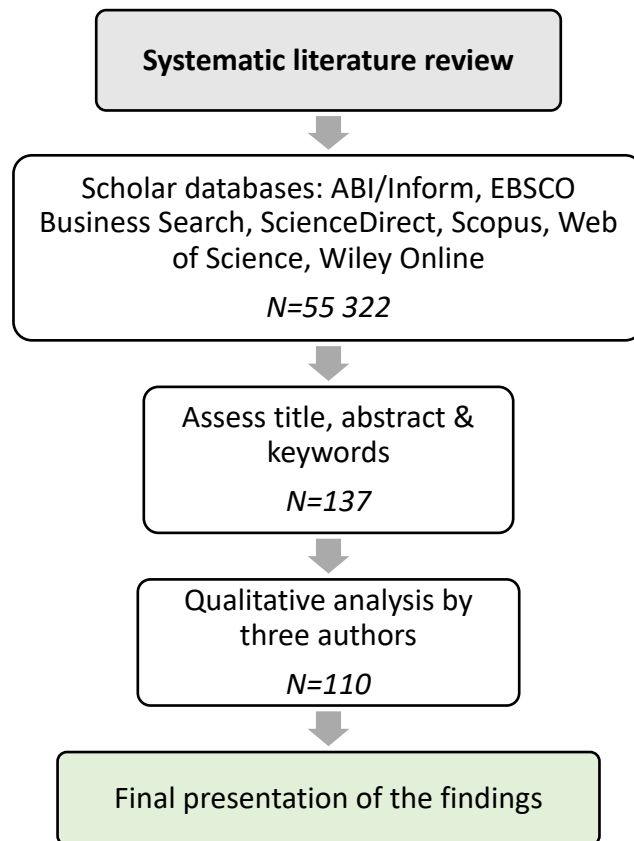 Systematic literature review
Scholar databases: ABI/Inform, EBSCO
Business Search, ScienceDirect, Scopus, Web
of Science, Wiley Online
N=55 322
Assess title, abstract &
keywords
N=137
Qualitative analysis by
three authors
N=110
Final presentation of the findings